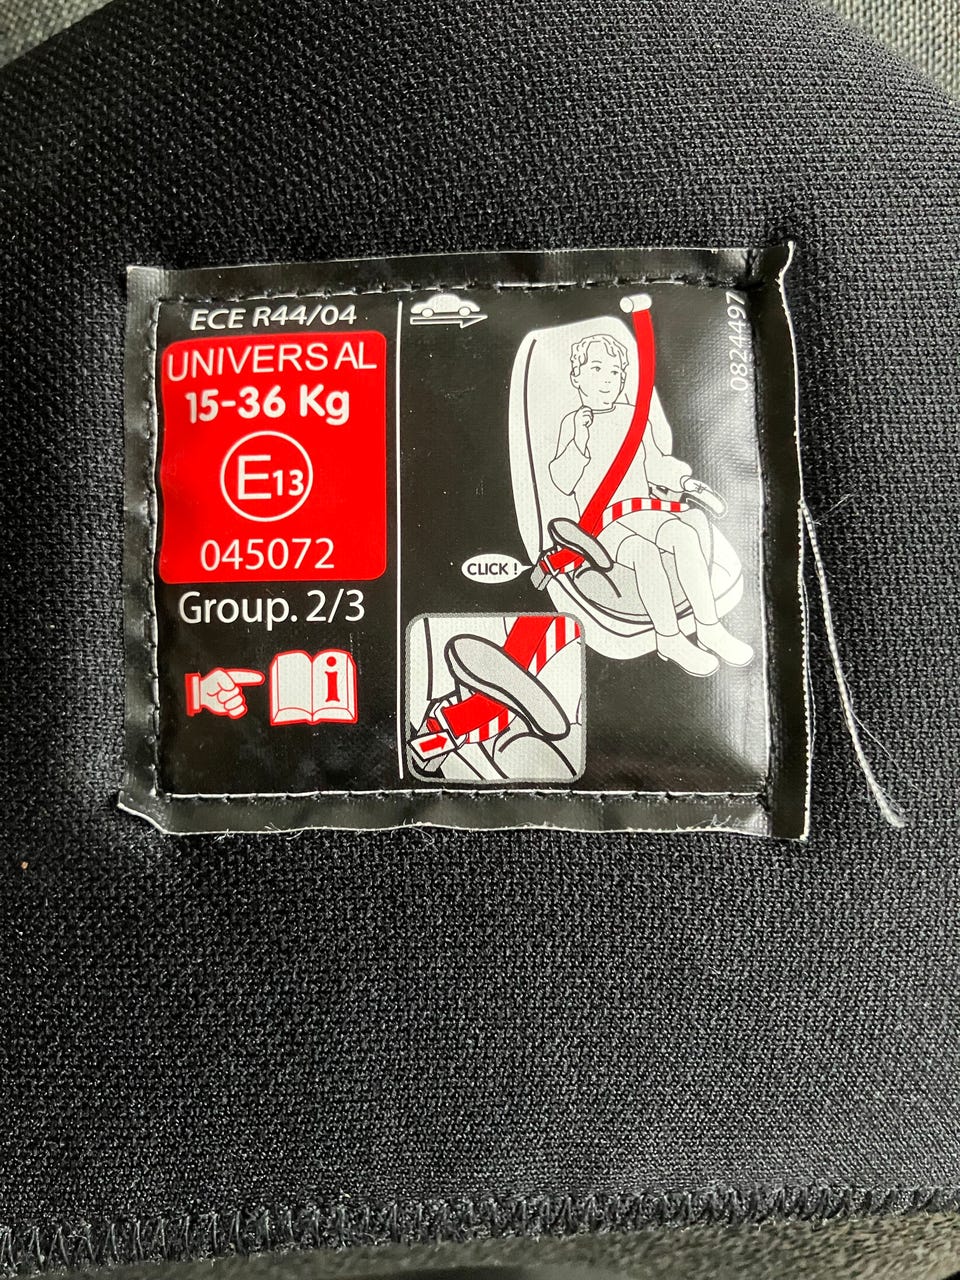 ECE R44/04
UNIVERSAL
15-36 Kg
E13
045072
Group. 2/3
i
0824497
CLICK !